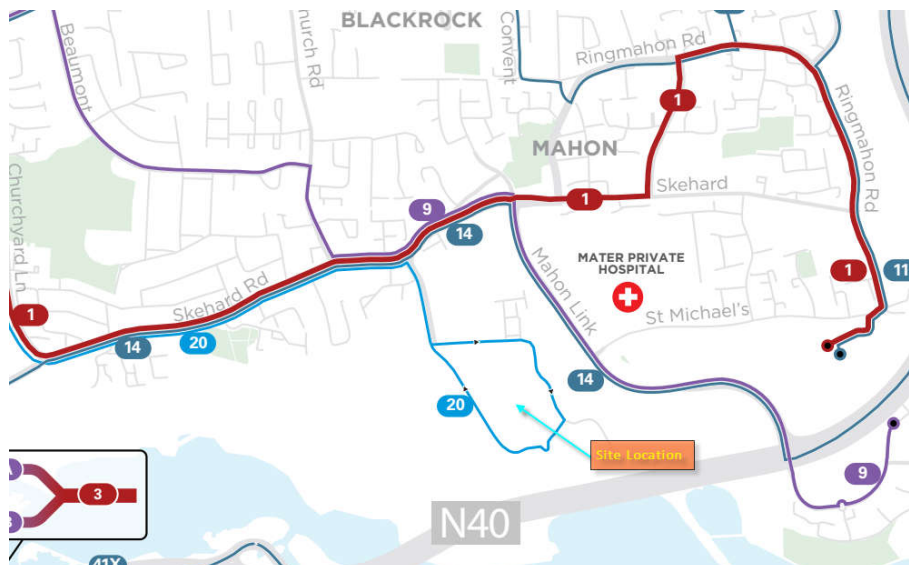 BLACKROCK
Beaumont
Church Rd
Convent
Ringmahon Rd
1
MAHON
Ringmahon Rd
Churchyard Ln
Skehard
1
9
14
Mahon Link
MATER PRIVATE
HOSPITAL
1
11
Skehard Rd
St Michael's
1
14
20
14
20
Site Location
9
3
N40
41X